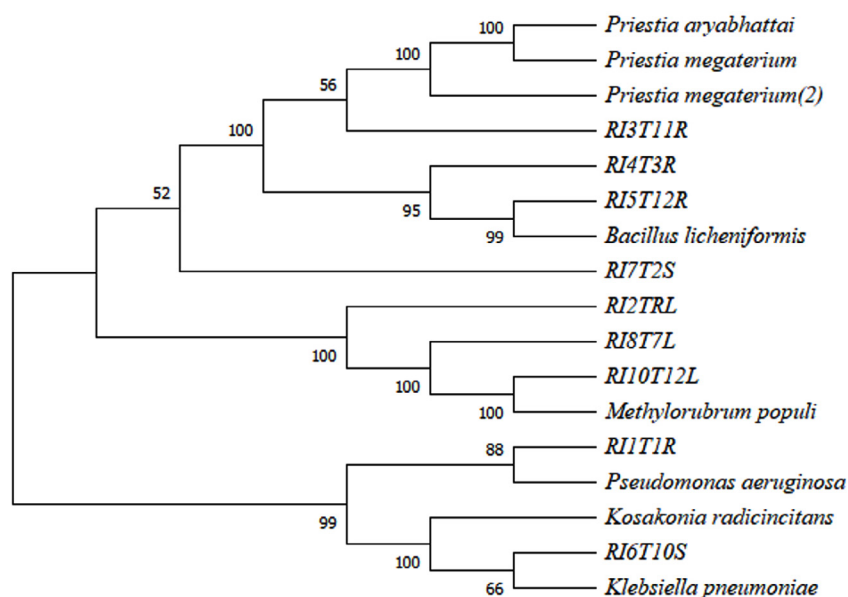 100 Priestia aryabhattai
100 Priestia megaterium
56 Priestia megaterium(2)
100 RI3T11R
RI4T3R
52 95 RI5T12R
99 Bacillus licheniformis
RI7T2S
RI2TRL
100 RI8T7L
100 RI10T12L
100 Methylorubrum populi
88 RI1T1R
Pseudomonas aeruginosa
99 Kosakonia radicincitans
100 RI6T10S
66 Klebsiella pneumoniae